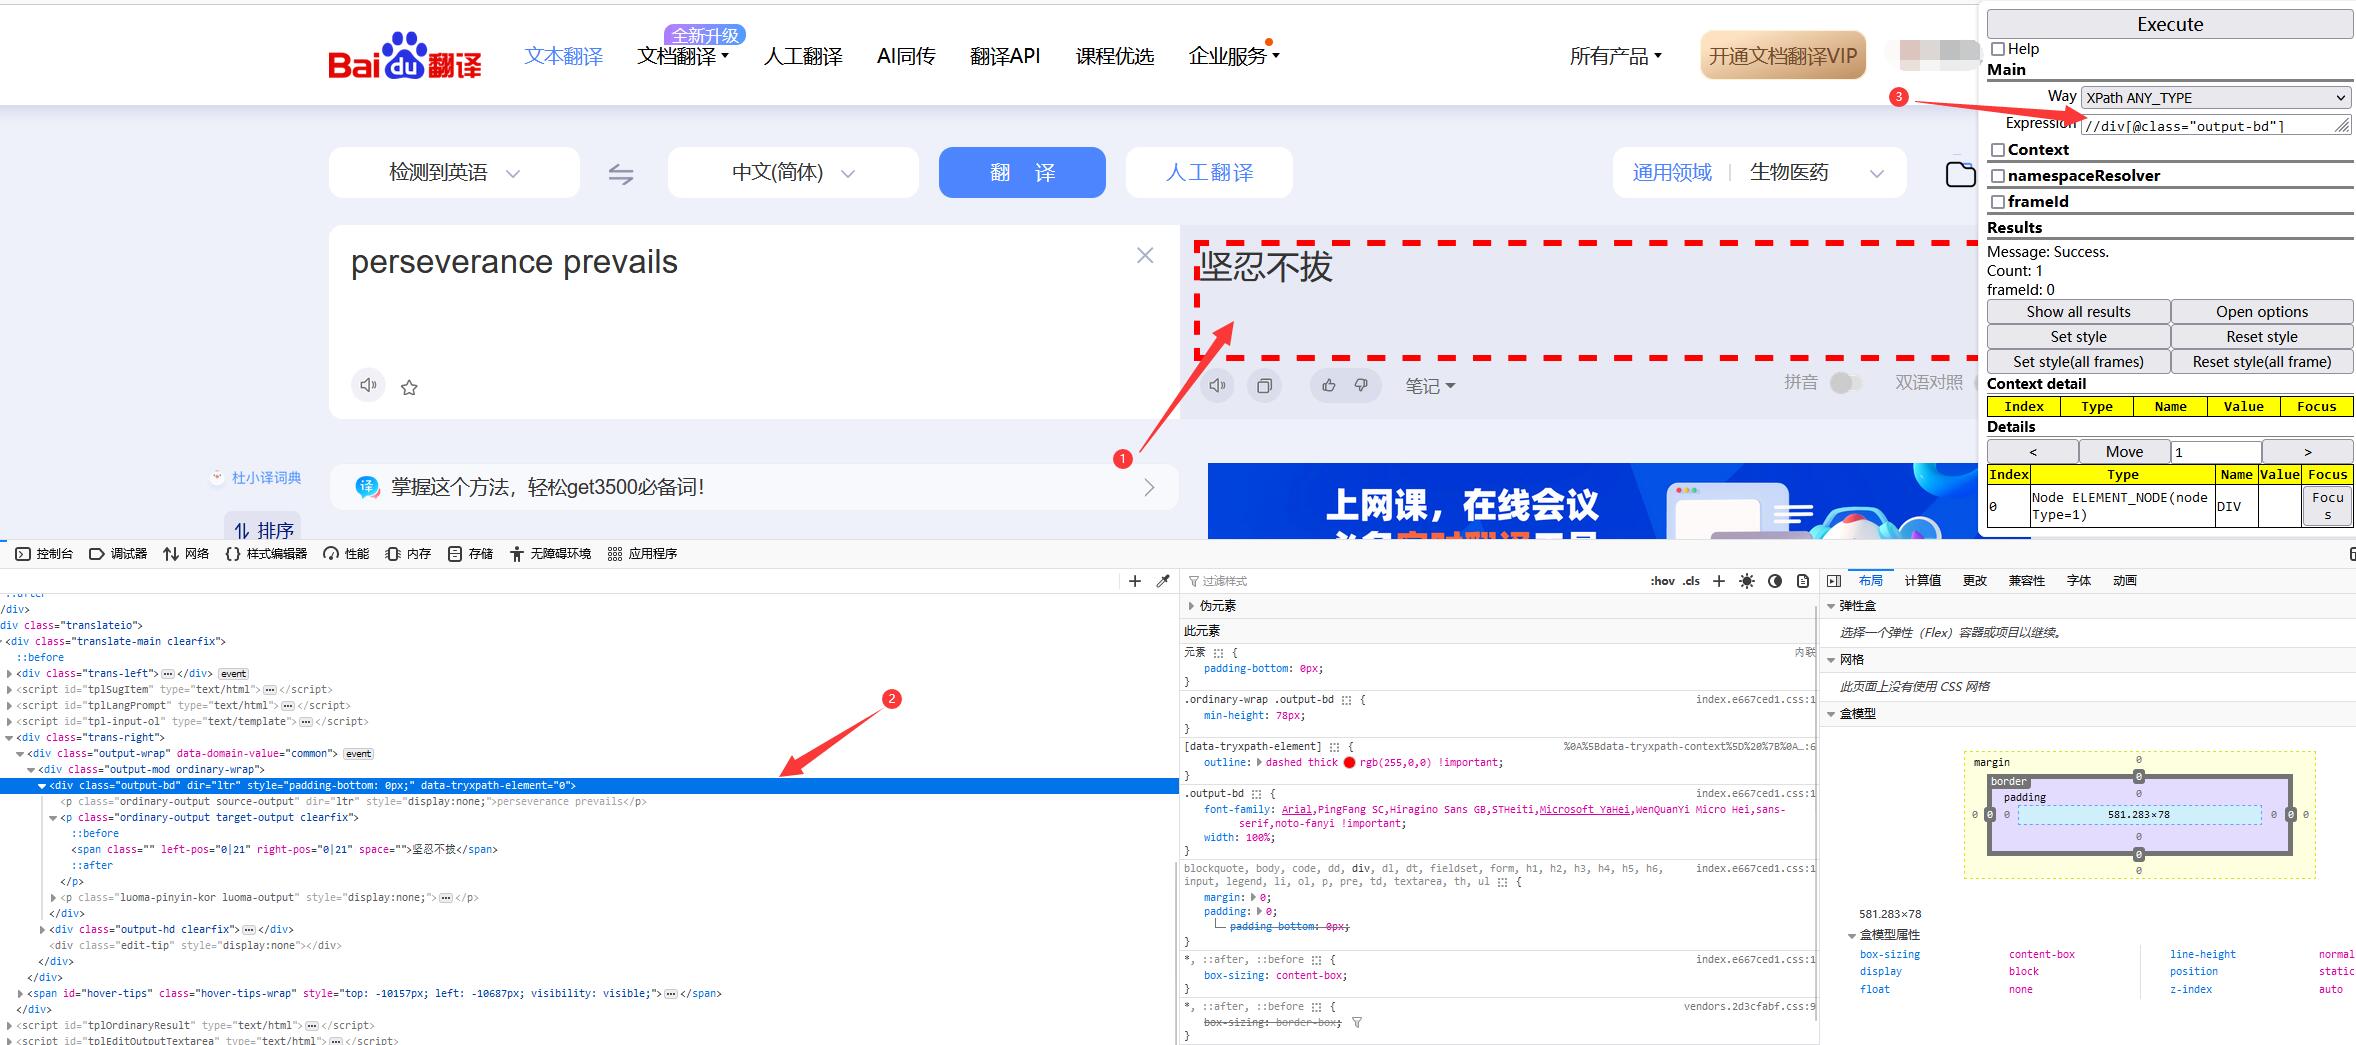 Bai du 翻译
文本翻译
文档翻译
全新升级
人工翻译
AI同传
翻译API
课程优选
企业服务
所有产品
开通文档翻译VIP
检测到英语
中文(简体)
翻 译
人工翻译
通用领域
生物医药
perseverance prevails
坚忍不拔
笔记
拼音
双语对照
1
杜小译词典
译
掌握这个方法，轻松get3500必备词！
排序
上网课，在线会议
3
Execute
Help
Main
Way XPath ANY_TYPE
Expression //div[@class="output-bd"]
Context
namespaceResolver
frameId
Results
Message: Success.
Count: 1
frameId: 0
Show all results Open options
Set style Reset style
Set style(all frames) Reset style(all frame)
Context detail
Index Type Name Value Focus
Details
< Move 1 >
Index Type Name Value Focus
0 Node ELEMENT_NODE(node DIV Focu
Type=1) s
控制台 调试器 网络 样式编辑器 性能 内存 存储 无障碍环境 应用程序
::after
/div>
div class="translateio">
<div class="translate-main clearfix">
::before
<div class="trans-left">⋯</div> event
<script id="tplSugItem" type="text/html">⋯</script>
<script id="tplLangPrompt" type="text/html">⋯</script>
<script id="tpl-input-ol" type="text/template">⋯</script>
<div class="trans-right">
<div class="output-wrap" data-domain-value="common"> event
<div class="output-mod ordinary-wrap">
<div class="output-bd" dir="ltr" style="padding-bottom: 0px;" data-tryxpath-element="0">
<p class="ordinary-output source-output" dir="ltr" style="display:none;">perseverance prevails</p>
<p class="ordinary-output target-output clearfix">
::before
<span class="" left-pos="0|21" right-pos="0|21" space="">坚忍不拔</span>
::after
</p>
<p class="luoma-pinyin-kor luoma-output" style="display:none;">⋯</p>
</div>
<div class="output-hd clearfix">⋯</div>
<div class="edit-tip" style="display:none"></div>
</div>
</div>
<span id="hover-tips" class="hover-tips-wrap" style="top: -10157px; left: -10687px; visibility: visible;">⋯</span>
</div>
<script id="tplOrdinaryResult" type="text/html">⋯</script>
<script id="tplEditOutputTextarea" type="text/html">⋯</script>
2
过滤样式 :hov .cls
伪元素
此元素
元素 { 内联
padding-bottom: 0px;
}
.ordinary-wrap .output-bd { index.e667ced1.css:1
min-height: 78px;
}
[data-tryxpath-element] { %0A%5Bdata-tryxpath-context%5D%20%7B%0A…:6
outline: dashed thick rgb(255,0,0) !important;
}
.output-bd { index.e667ced1.css:1
font-family: Arial,PingFang SC,Hiragino Sans GB,STHeiti,Microsoft YaHei,WenQuanYi Micro Hei,sans-
serif,noto-fanyi !important;
width: 100%;
}
blockquote, body, code, dd, div, dl, dt, fieldset, form, h1, h2, h3, h4, h5, h6, index.e667ced1.css:1
input, legend, li, ol, p, pre, td, textarea, th, ul {
margin: 0;
padding: 0;
padding-bottom: 0px;
}
*, ::after, ::before { index.e667ced1.css:1
box-sizing: content-box;
}
*, ::after, ::before { vendors.2d3cfabf.css:9
box-sizing: border-box;
}
布局 计算值 更改 兼容性 字体 动画
弹性盒
选择一个弹性（Flex）容器或项目以继续。
网格
此页面上没有使用 CSS 网格
盒模型
margin 0
border 0
padding 0
0 0 0 581.283×78 0 0 0
0
0
0
581.283×78
盒模型属性
box-sizing content-box line-height normal
display block position static
float none z-index auto